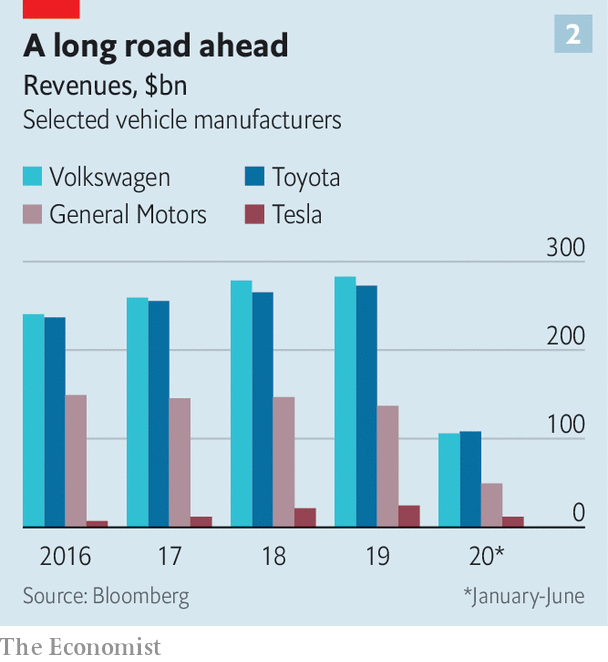 2
A long road ahead
Revenues, $bn
Selected vehicle manufacturers
Volkswagen
Toyota
General Motors
Tesla
300
200
100
0
2016 17 18 19 20*
Source: Bloomberg
*January-June
The Economist